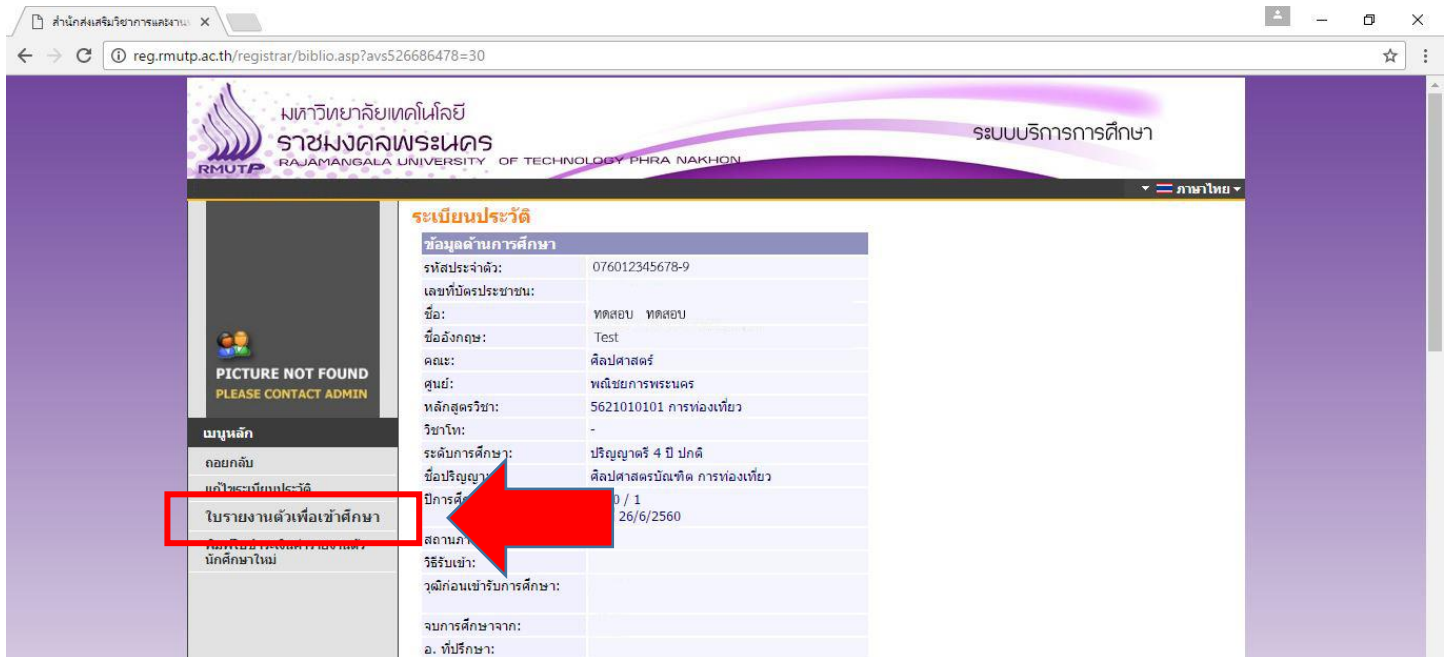 สำนักส่งเสริมวิชาการและงาน
reg.rmutp.ac.th/registrar/biblio.asp?avs526686478=30
มหาวิทยาลัยเทคโนโลยี
ราชมงคลพระนคร
RAJAMANGALA UNIVERSITY OF TECHNOLOGY PHRA NAKHON
RMUTP
ระบบบริการการศึกษา
ภาษาไทย
PICTURE NOT FOUND
PLEASE CONTACT ADMIN
เมนูหลัก
ถอยกลับ
แก้ไขระเบียนประวัติ
ใบรายงานตัวเพื่อเข้าศึกษา
นักศึกษาใหม่
ระเบียนประวัติ
ข้อมูลด้านการศึกษา
รหัสประจำตัว: 076012345678-9
เลขที่บัตรประชาชน:
ชื่อ: ทดสอบ ทดสอบ
ชื่ออังกฤษ: Test
คณะ: ศิลปศาสตร์
ศูนย์: พณิชยการพระนคร
หลักสูตรวิชา: 5621010101 การท่องเที่ยว
วิชาโท: -
ระดับการศึกษา: ปริญญาตรี 4 ปี ปกติ
ชื่อปริญญา ศิลปศาสตรบัณฑิต การท่องเที่ยว
0 / 1
26/6/2560
วิธีรับเข้า:
วุฒิก่อนเข้ารับการศึกษา:
จบการศึกษาจาก:
อ. ที่ปรึกษา: